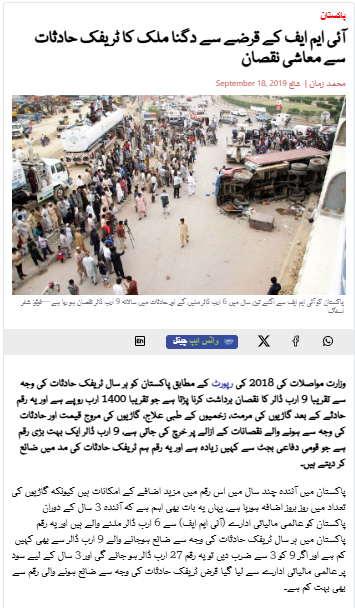 پاکستان
آئی ایم ایف کے قرضے سے دگنا ملک کا ٹریفک حادثات
سے معاشی نقصان
محمد زمان | شائع September 18, 2019
پاکستان کو آئی ایم ایف سے اگلے تین سال میں 6 ارب ڈالر ملیں گے اور حادثات میں سالانہ 9 ارب ڈالر نقصان ہو رہا ہے —فوٹو: شٹر
اسٹاک
واٹس ایپ چینل
وزارت مواصلات کی 2018 کی رپورٹ کے مطابق پاکستان کو ہر سال ٹریفک حادثات کی وجہ
سے تقریبا 9 ارب ڈالر کا نقصان برداشت کرنا پڑتا ہے جو تقریبا 1400 ارب روپے ہے اور یہ رقم
حادثے کے بعد گاڑیوں کی مرمت، زخمیوں کے طبی علاج، گاڑیوں کی مروج قیمت اور حادثات
کی وجہ سے ہونے والے نقصانات کے ازالے پر خرچ کی جاتی ہے، 9 ارب ڈالر ایک بہت بڑی رقم
ہے جو قومی دفاعی بجٹ سے کہیں زیادہ ہے اور یہ رقم ہم ٹریفک حادثات کی مد میں ضائع
کر دیتے ہیں۔
پاکستان میں آئندہ چند سال میں اس رقم میں مزید اضافے کے امکانات ہیں کیونکہ گاڑیوں کی
تعداد میں روز بروز اضافہ ہورہا ہے، یہاں یہ بات بھی اہم ہے کہ آئندہ 3 سال کے دوران
پاکستان کو عالمی مالیاتی ادارے (آئی ایم ایف) سے 6 ارب ڈالر ملنے والے ہیں اور یہ رقم
پاکستان میں ہر سال ٹریفک حادثات کی وجہ سے ضائع ہوجانے والے 9 ارب ڈالر سے بھی کہیں
کم ہے اور اگر 9 کو 3 سے ضرب دیں تو یہ رقم 27 ارب ڈالر ہو جائے گی اور 3 سال کے لیے سود
پر عالمی مالیاتی ادارے سے لیا گیا قرض ٹریفک حادثات کی وجہ سے ضائع ہونے والی رقم سے
بھی بہت کم ہے۔